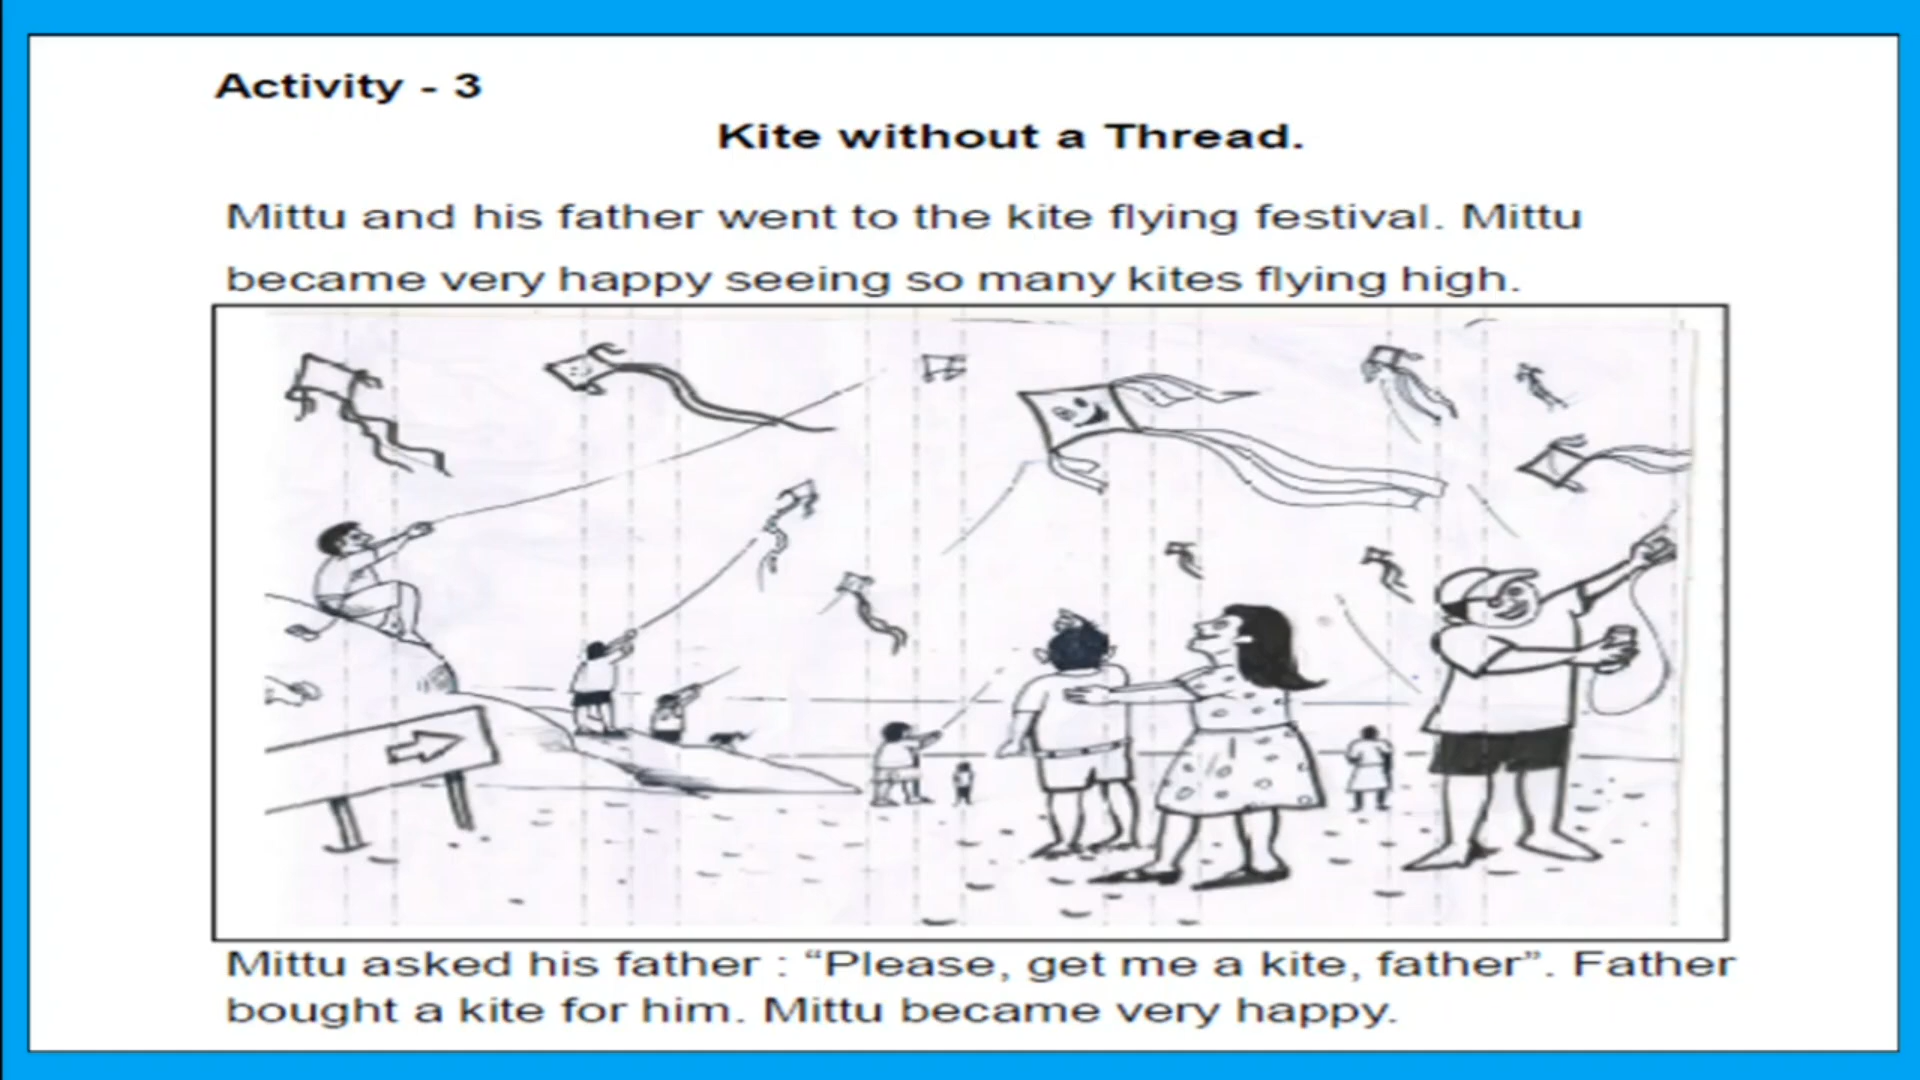 Activity - 3
Kite without a Thread.
Mittu and his father went to the kite flying festival. Mittu
became very happy seeing so many kites flying high.
Mittu asked his father : “Please, get me a kite, father”. Father
bought a kite for him. Mittu became very happy.